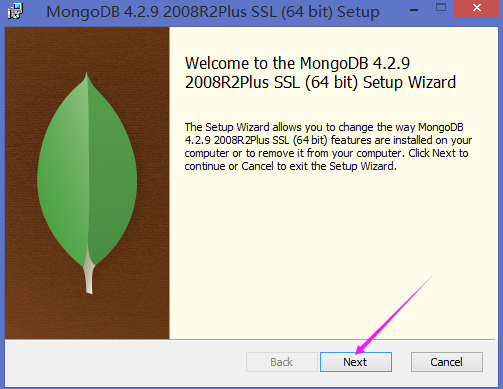 MongoDB 4.2.9 2008R2Plus SSL (64 bit) Setup
Welcome to the MongoDB 4.2.9
2008R2Plus SSL (64 bit) Setup Wizard
The Setup Wizard allows you to change the way MongoDB
4.2.9 2008R2Plus SSL (64 bit) features are installed on your
computer or to remove it from your computer. Click Next to
continue or Cancel to exit the Setup Wizard.
Back
Next
Cancel